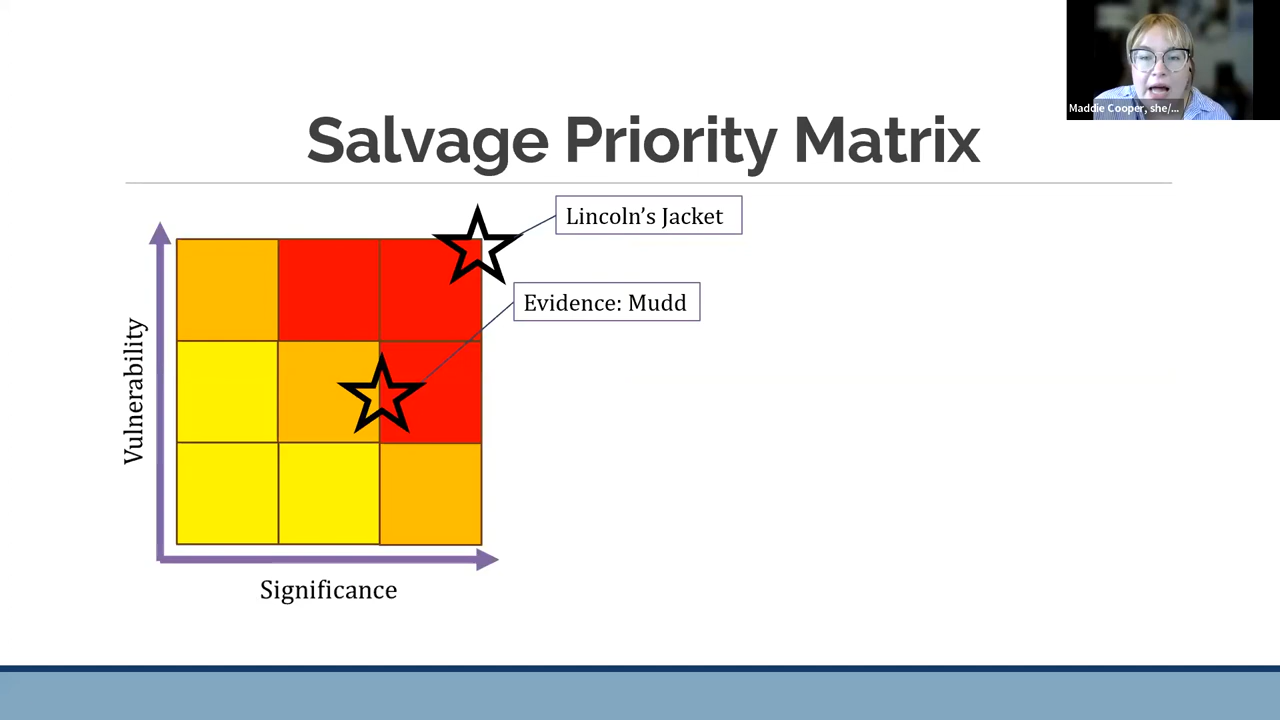 Maddie Cooper, she/...
Salvage Priority Matrix
Lincoln’s Jacket
Evidence: Mudd
Vulnerability
Significance